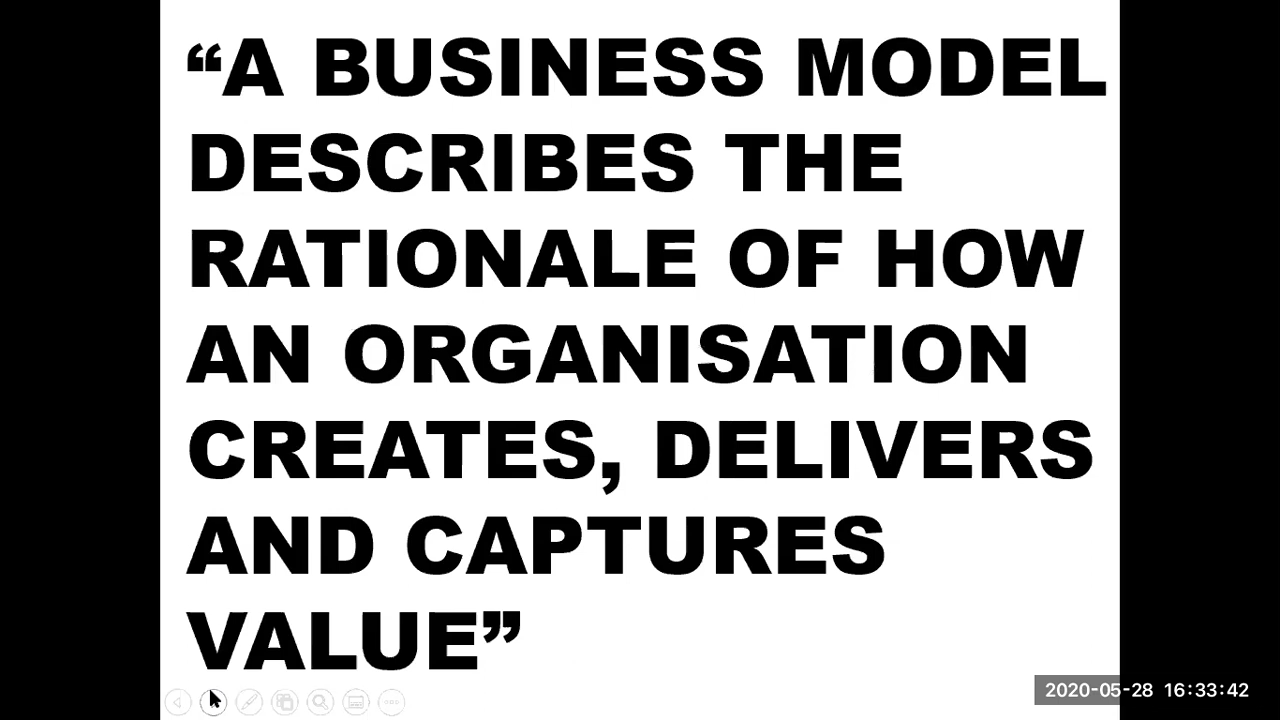 “A BUSINESS MODEL
DESCRIBES THE
RATIONALE OF HOW
AN ORGANISATION
CREATES, DELIVERS
AND CAPTURES
VALUE”
2020-05-28 16:33:42